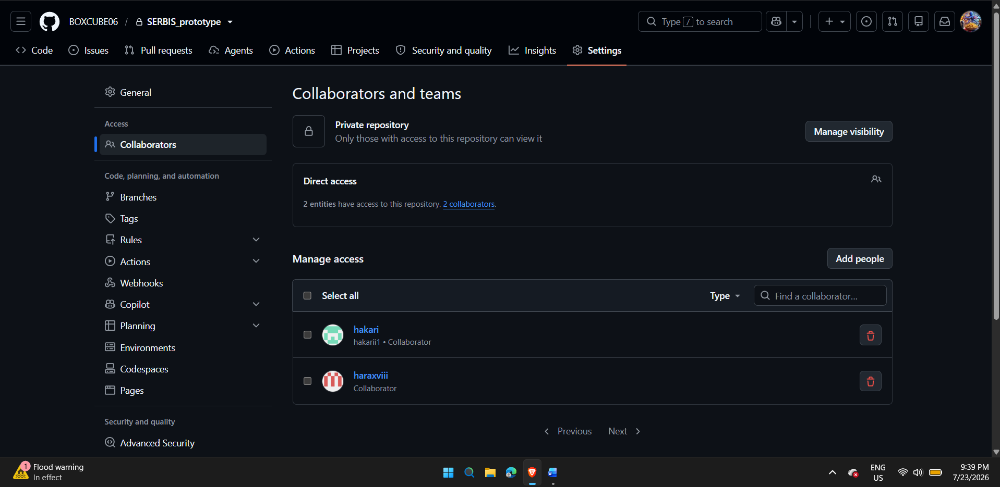 BOXCUBE06 / SERBIS_prototype
Type / to search
Code
Issues
Pull requests
Agents
Actions
Projects
Security and quality
Insights
Settings
General
Access
Collaborators
Code, planning, and automation
Branches
Tags
Rules
Actions
Webhooks
Copilot
Planning
Environments
Codespaces
Pages
Security and quality
Advanced Security
Collaborators and teams
Private repository
Only those with access to this repository can view it
Manage visibility
Direct access
2 entities have access to this repository. 2 collaborators.
Manage access
Add people
Select all
Type
Find a collaborator...
hakari
hakarii1 • Collaborator
haraxviii
Collaborator
Previous
Next
1
Flood warning
In effect
ENG
US
9:39 PM
7/23/2026